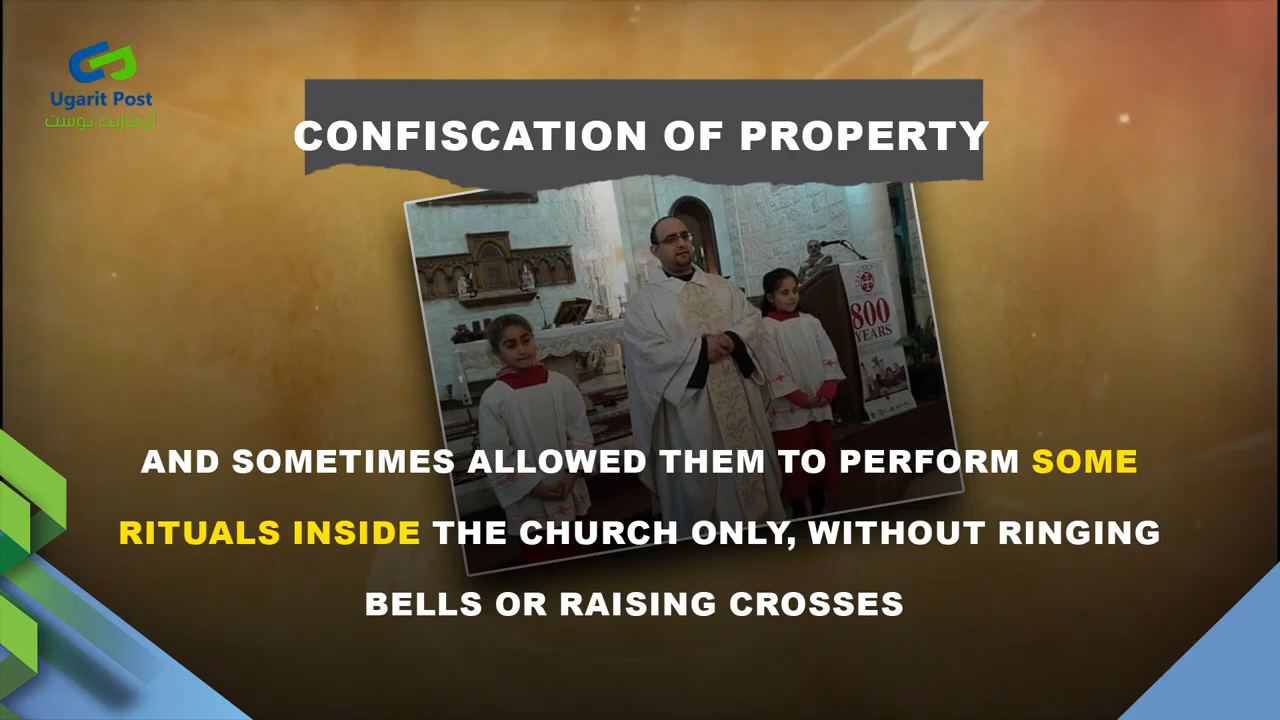 Ugarit Post
أوغاريت بوست
CONFISCATION OF PROPERTY
800
YEARS
AND SOMETIMES ALLOWED THEM TO PERFORM SOME
RITUALS INSIDE THE CHURCH ONLY, WITHOUT RINGING
BELLS OR RAISING CROSSES